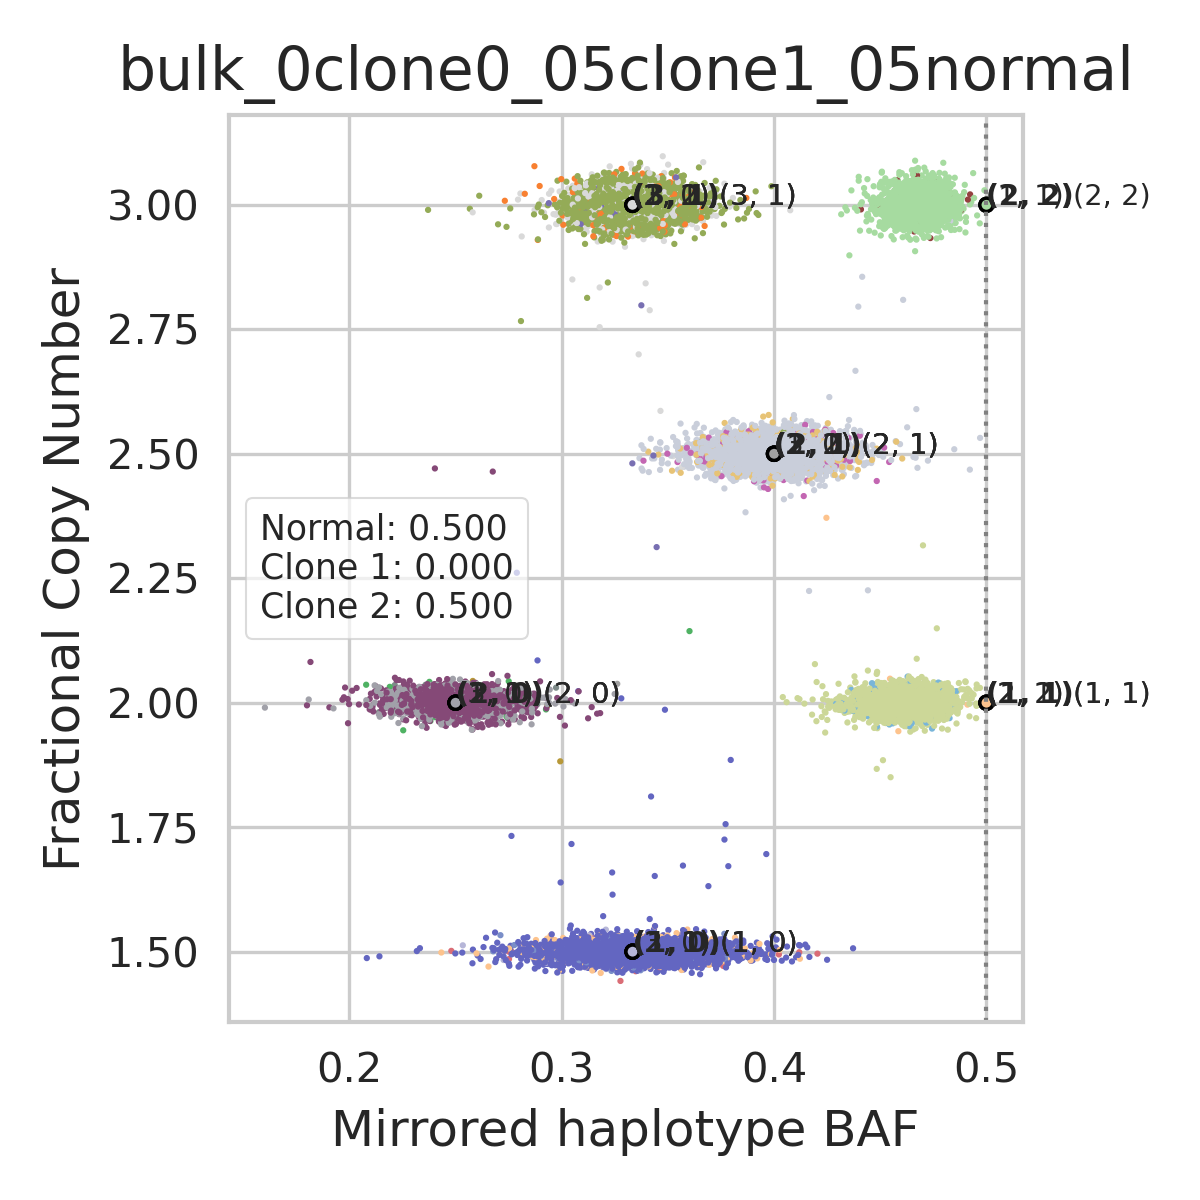 bulk_0clone0_05clone1_05normal
3.00
2.75
2.50
2.25
2.00
1.75
1.50
Fractional Copy Number
(3, 1)
(2, 2)
(2, 1)
Normal: 0.500
Clone 1: 0.000
Clone 2: 0.500
(2, 0)
(1, 1)
(1, 0)
0.2
0.3
0.4
0.5
Mirrored haplotype BAF